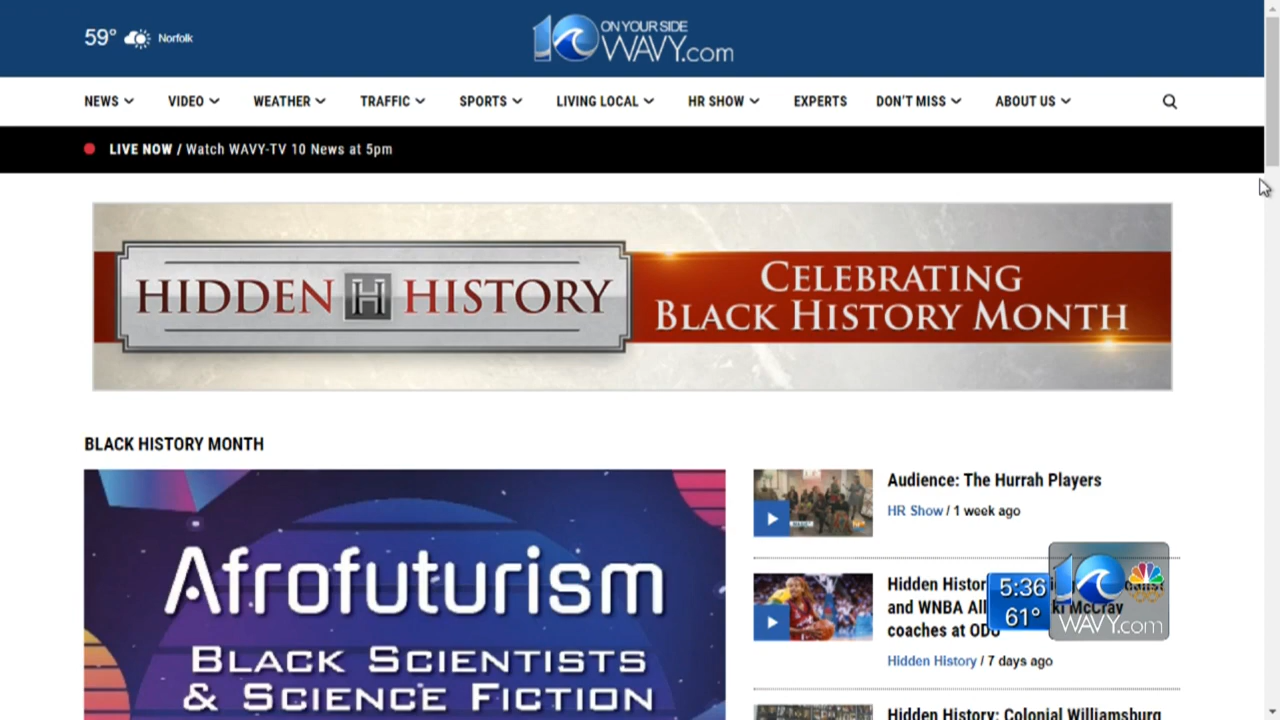 59° Norfolk
10 ON YOUR SIDE
WAVY.com
NEWS VIDEO WEATHER TRAFFIC SPORTS LIVING LOCAL HR SHOW EXPERTS DON'T MISS ABOUT US
LIVE NOW / Watch WAVY-TV 10 News at 5pm
HIDDEN H HISTORY
CELEBRATING
BLACK HISTORY MONTH
BLACK HISTORY MONTH
Afrofuturism
BLACK SCIENTISTS
& SCIENCE FICTION
Audience: The Hurrah Players
HR Show / 1 week ago
Hidden Histor
and WNBA All McCray
coaches at ODU
Hidden History / 7 days ago
Hidden History: Colonial Williamsburg
5:36
61°
10
WAVY.com